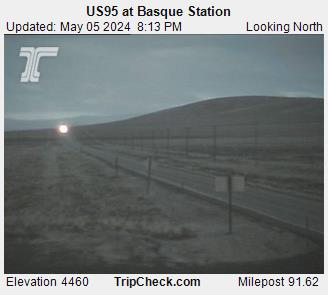 US95 at Basque Station
Updated: May 05 2024 8:13 PM Looking North
Elevation 4460 TripCheck.com Milepost 91.62